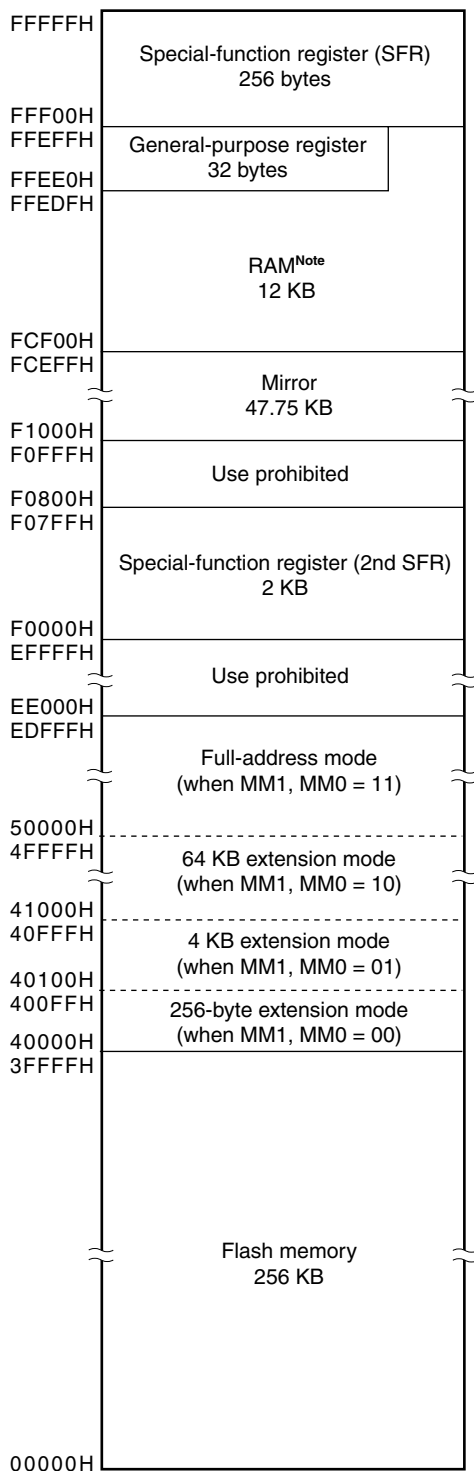 FFFFFH
Special-function register (SFR)
256 bytes
FFF00H
FFEFFH
General-purpose register
32 bytes
FFEE0H
FFEDFH
RAMNote
12 KB
FCF00H
FCEFFH
Mirror
47.75 KB
F1000H
F0FFFH
Use prohibited
F0800H
F07FFH
Special-function register (2nd SFR)
2 KB
F0000H
EFFFFH
Use prohibited
EE000H
EDFFFH
Full-address mode
(when MM1, MM0 = 11)
50000H
4FFFFH
64 KB extension mode
(when MM1, MM0 = 10)
41000H
40FFFH
4 KB extension mode
(when MM1, MM0 = 01)
40100H
400FFH
256-byte extension mode
(when MM1, MM0 = 00)
40000H
3FFFFH
Flash memory
256 KB
00000H